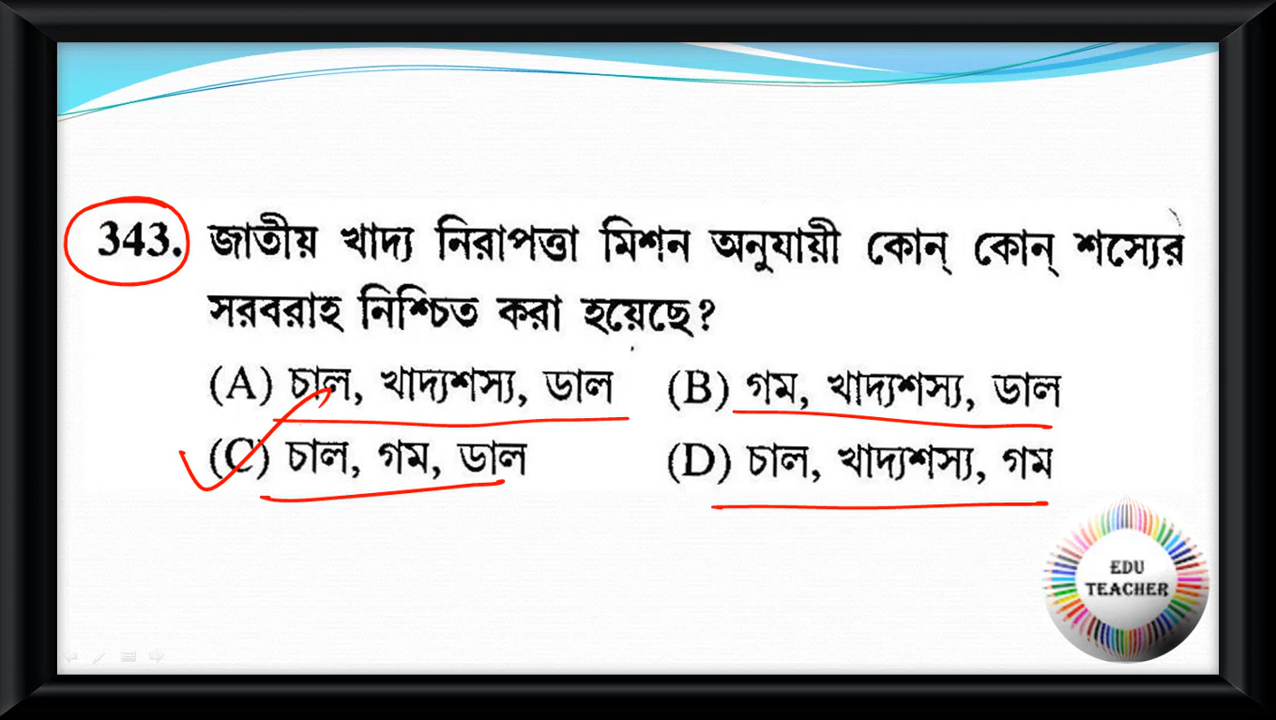 343. জাতীয় খাদ্য নিরাপত্তা মিশন অনুযায়ী কোন্ কোন্ শস্যের
সরবরাহ নিশ্চিত করা হয়েছে?
(A) চাল, খাদ্যশস্য, ডাল (B) গম, খাদ্যশস্য, ডাল
(C) চাল, গম, ডাল (D) চাল, খাদ্যশস্য, গম
EDU
TEACHER